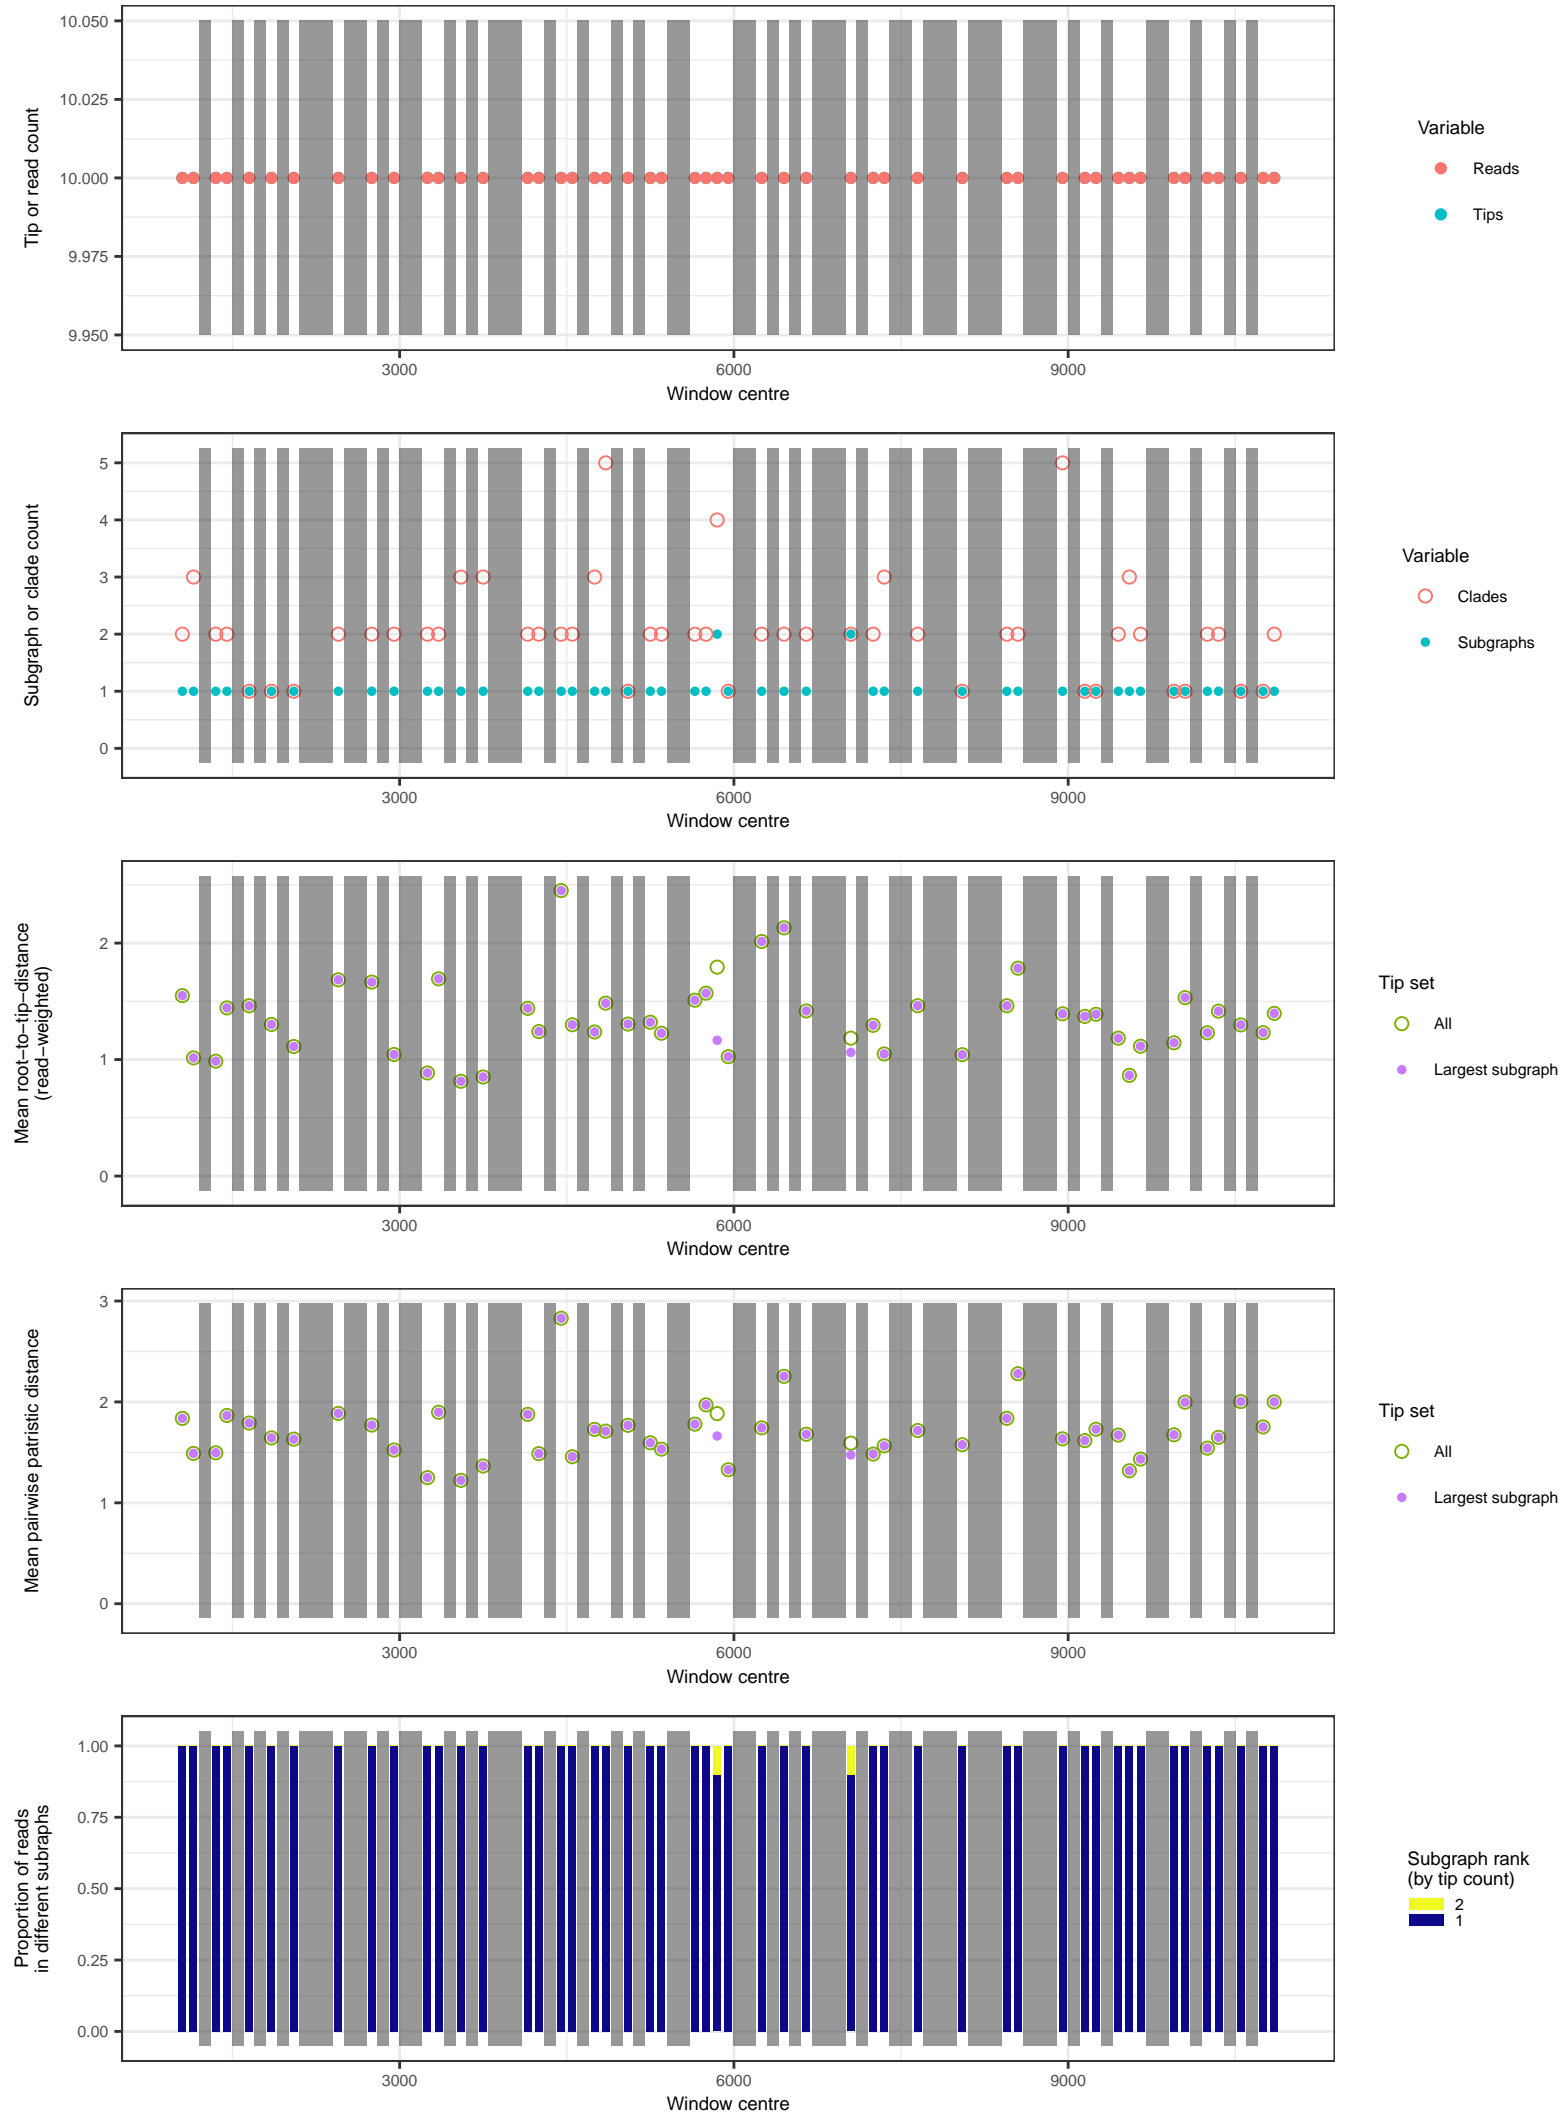 10.050
10.025
10.000
9.975
9.950
Tip or read count
3000
6000
9000
Window centre
Variable
Reads
Tips
5
4
3
2
1
0
Subgraph or clade count
3000
6000
9000
Window centre
Variable
Clades
Subgraphs
2
1
0
Mean root−to−tip−distance
(read−weighted)
3000
6000
9000
Window centre
Tip set
All
Largest subgraph
3
2
1
0
Mean pairwise patristic distance
3000
6000
9000
Window centre
Tip set
All
Largest subgraph
1.00
0.75
0.50
0.25
0.00
Proportion of reads
in different subraphs
3000
6000
9000
Window centre
Subgraph rank
(by tip count)
2
1